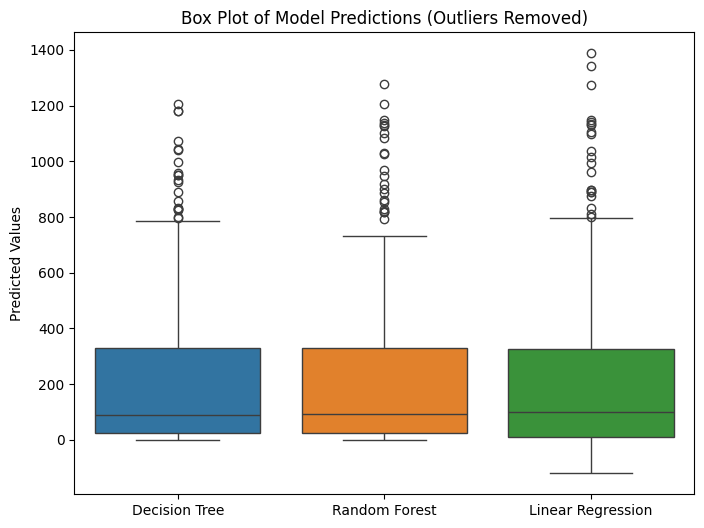 Box Plot of Model Predictions (Outliers Removed)
Predicted Values
1400
1200
1000
800
600
400
200
0
Decision Tree
Random Forest
Linear Regression